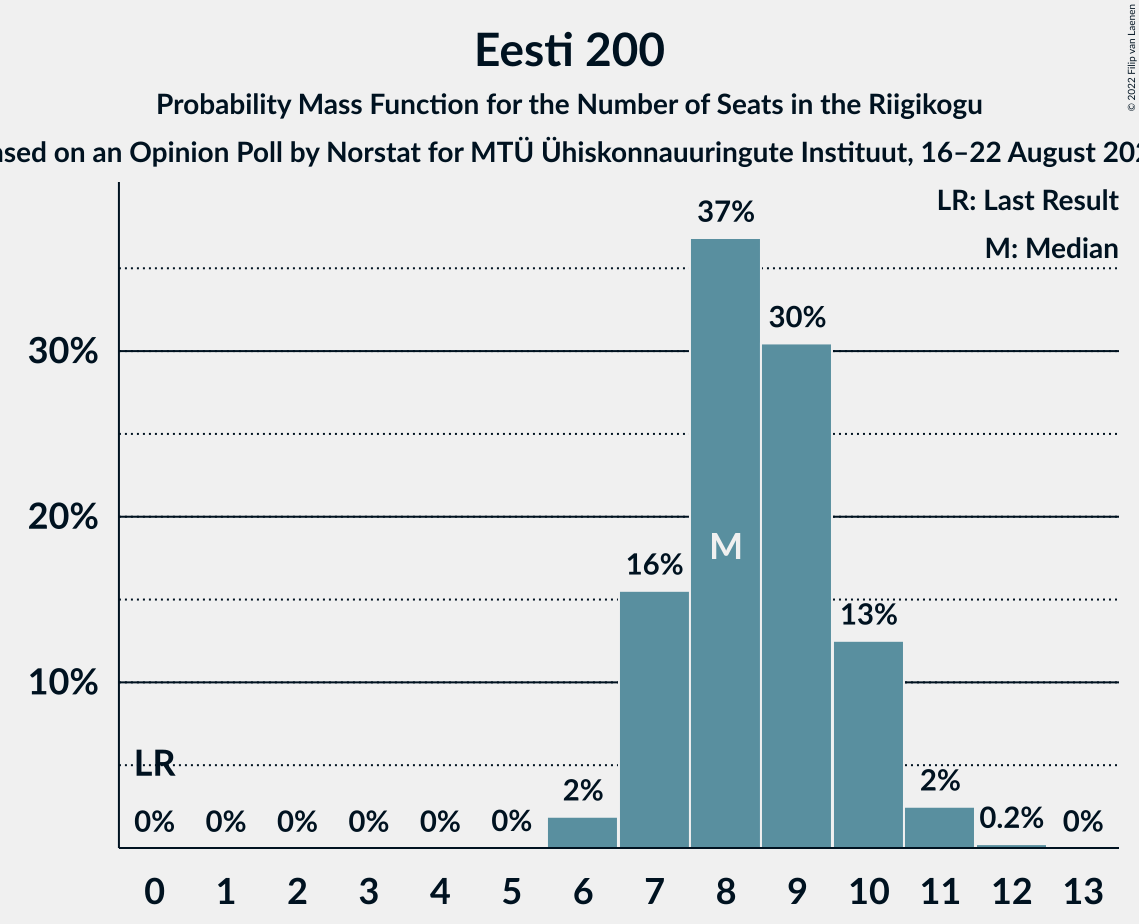 Eesti 200
Probability Mass Function for the Number of Seats in the Riigikogu
on an Opinion Poll by Norstat for MTÜ Ühiskonnauuringute Instituut, 16–22 August
© 2022 Filip van Laenen
LR: Last Result
M: Median
37%
30%
16%
13%
2%
2%
0.2%
0%
0% 0% 0% 0% 0% 0%
LR
M
30%
20%
10%
0 1 2 3 4 5 6 7 8 9 10 11 12 13